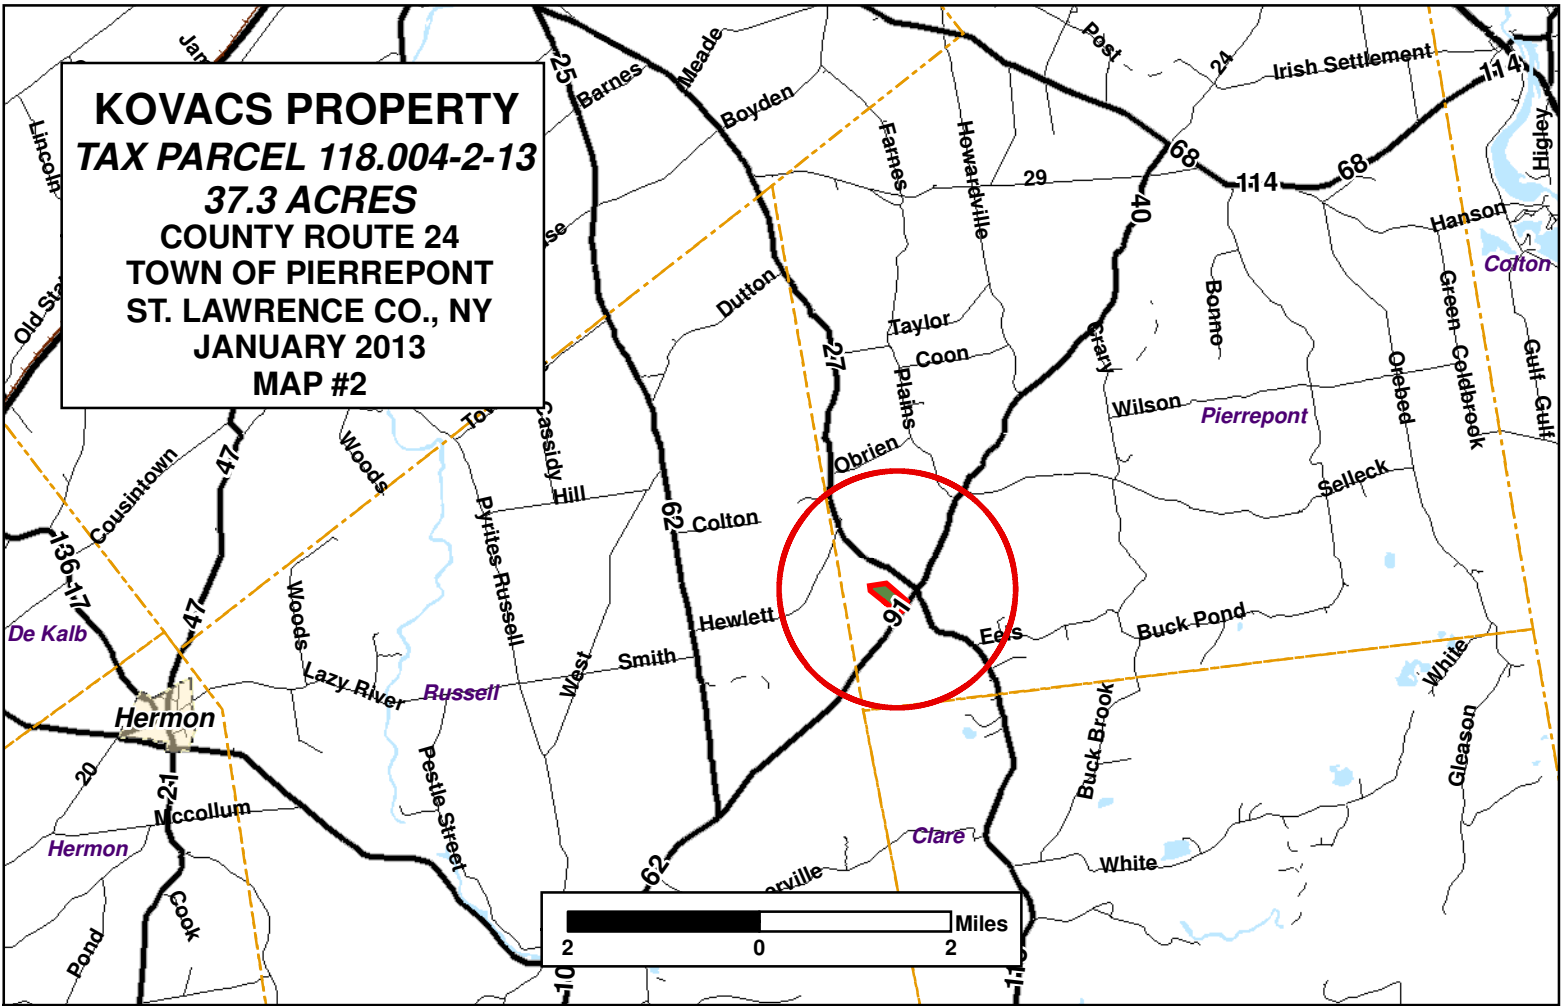 KOVACS PROPERTY
TAX PARCEL 118.004-2-13
37.3 ACRES
COUNTY ROUTE 24
TOWN OF PIERREPONT
ST. LAWRENCE CO., NY
JANUARY 2013
MAP #2
Lincoln
25
Barnes
Meade
Boyden
Post
24
Irish Settlement
114
Higley
Farnes
Howardville
29
68
114
68
40
Hanson
Colton
Dutton
27
Taylor
Coon
Plains
Crary
Bonno
Green
Coldbrook
Orebed
Gulf
Gulf
Wilson
Pierrepont
Obrien
Selleck
47
Cousintown
Woods
Cassidy
Hill
Pyrites Russell
62
Colton
136
17
47
Woods
De Kalb
Hewlett
91
Eels
Buck Pond
Smith
West
White
Lazy River
Russell
Hermon
Buck Brook
Gleason
20
21
Mccollum
Pestle Street
Hermon
Clare
White
62
Cook
Pond
Miles
2 0 2